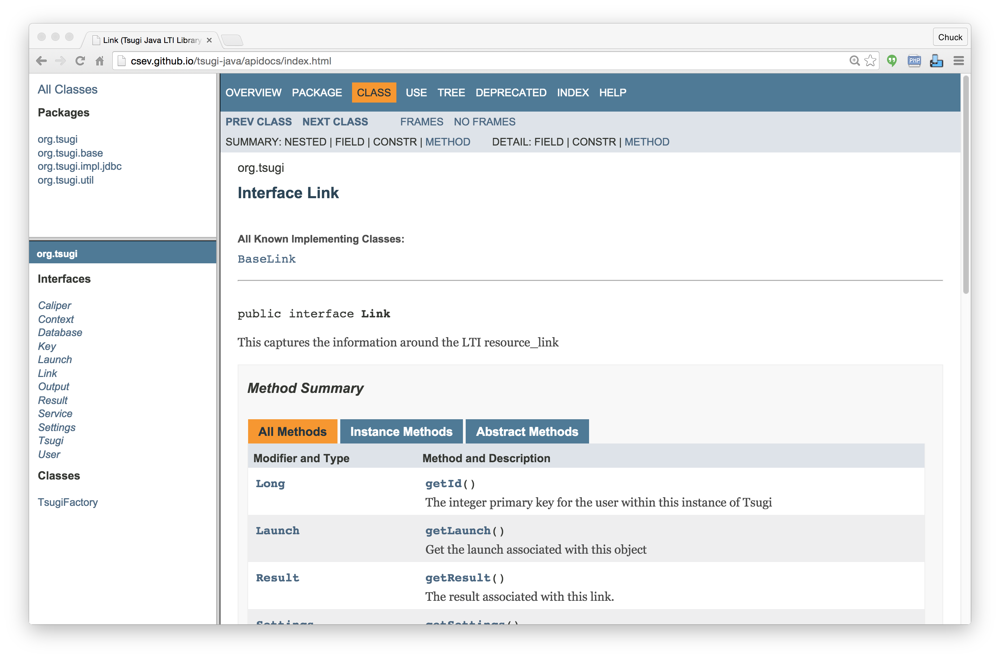 Link (Tsugi Java LTI Library
Chuck
csev.github.io/tsugi-java/apidocs/index.html
PHP
All Classes
Packages
org.tsugi
org.tsugi.base
org.tsugi.impl.jdbc
org.tsugi.util
org.tsugi
Interfaces
Caliper
Context
Database
Key
Launch
Link
Output
Result
Service
Settings
Tsugi
User
Classes
TsugiFactory
OVERVIEW PACKAGE CLASS USE TREE DEPRECATED INDEX HELP
PREV CLASS NEXT CLASS FRAMES NO FRAMES
SUMMARY: NESTED | FIELD | CONSTR | METHOD DETAIL: FIELD | CONSTR | METHOD
org.tsugi
Interface Link
All Known Implementing Classes:
BaseLink
public interface Link
This captures the information around the LTI resource_link
Method Summary
All Methods Instance Methods Abstract Methods
Modifier and Type Method and Description
Long getId()
The integer primary key for the user within this instance of Tsugi
Launch getLaunch()
Get the launch associated with this object
Result getResult()
The result associated with this link.
Settings getSettings()